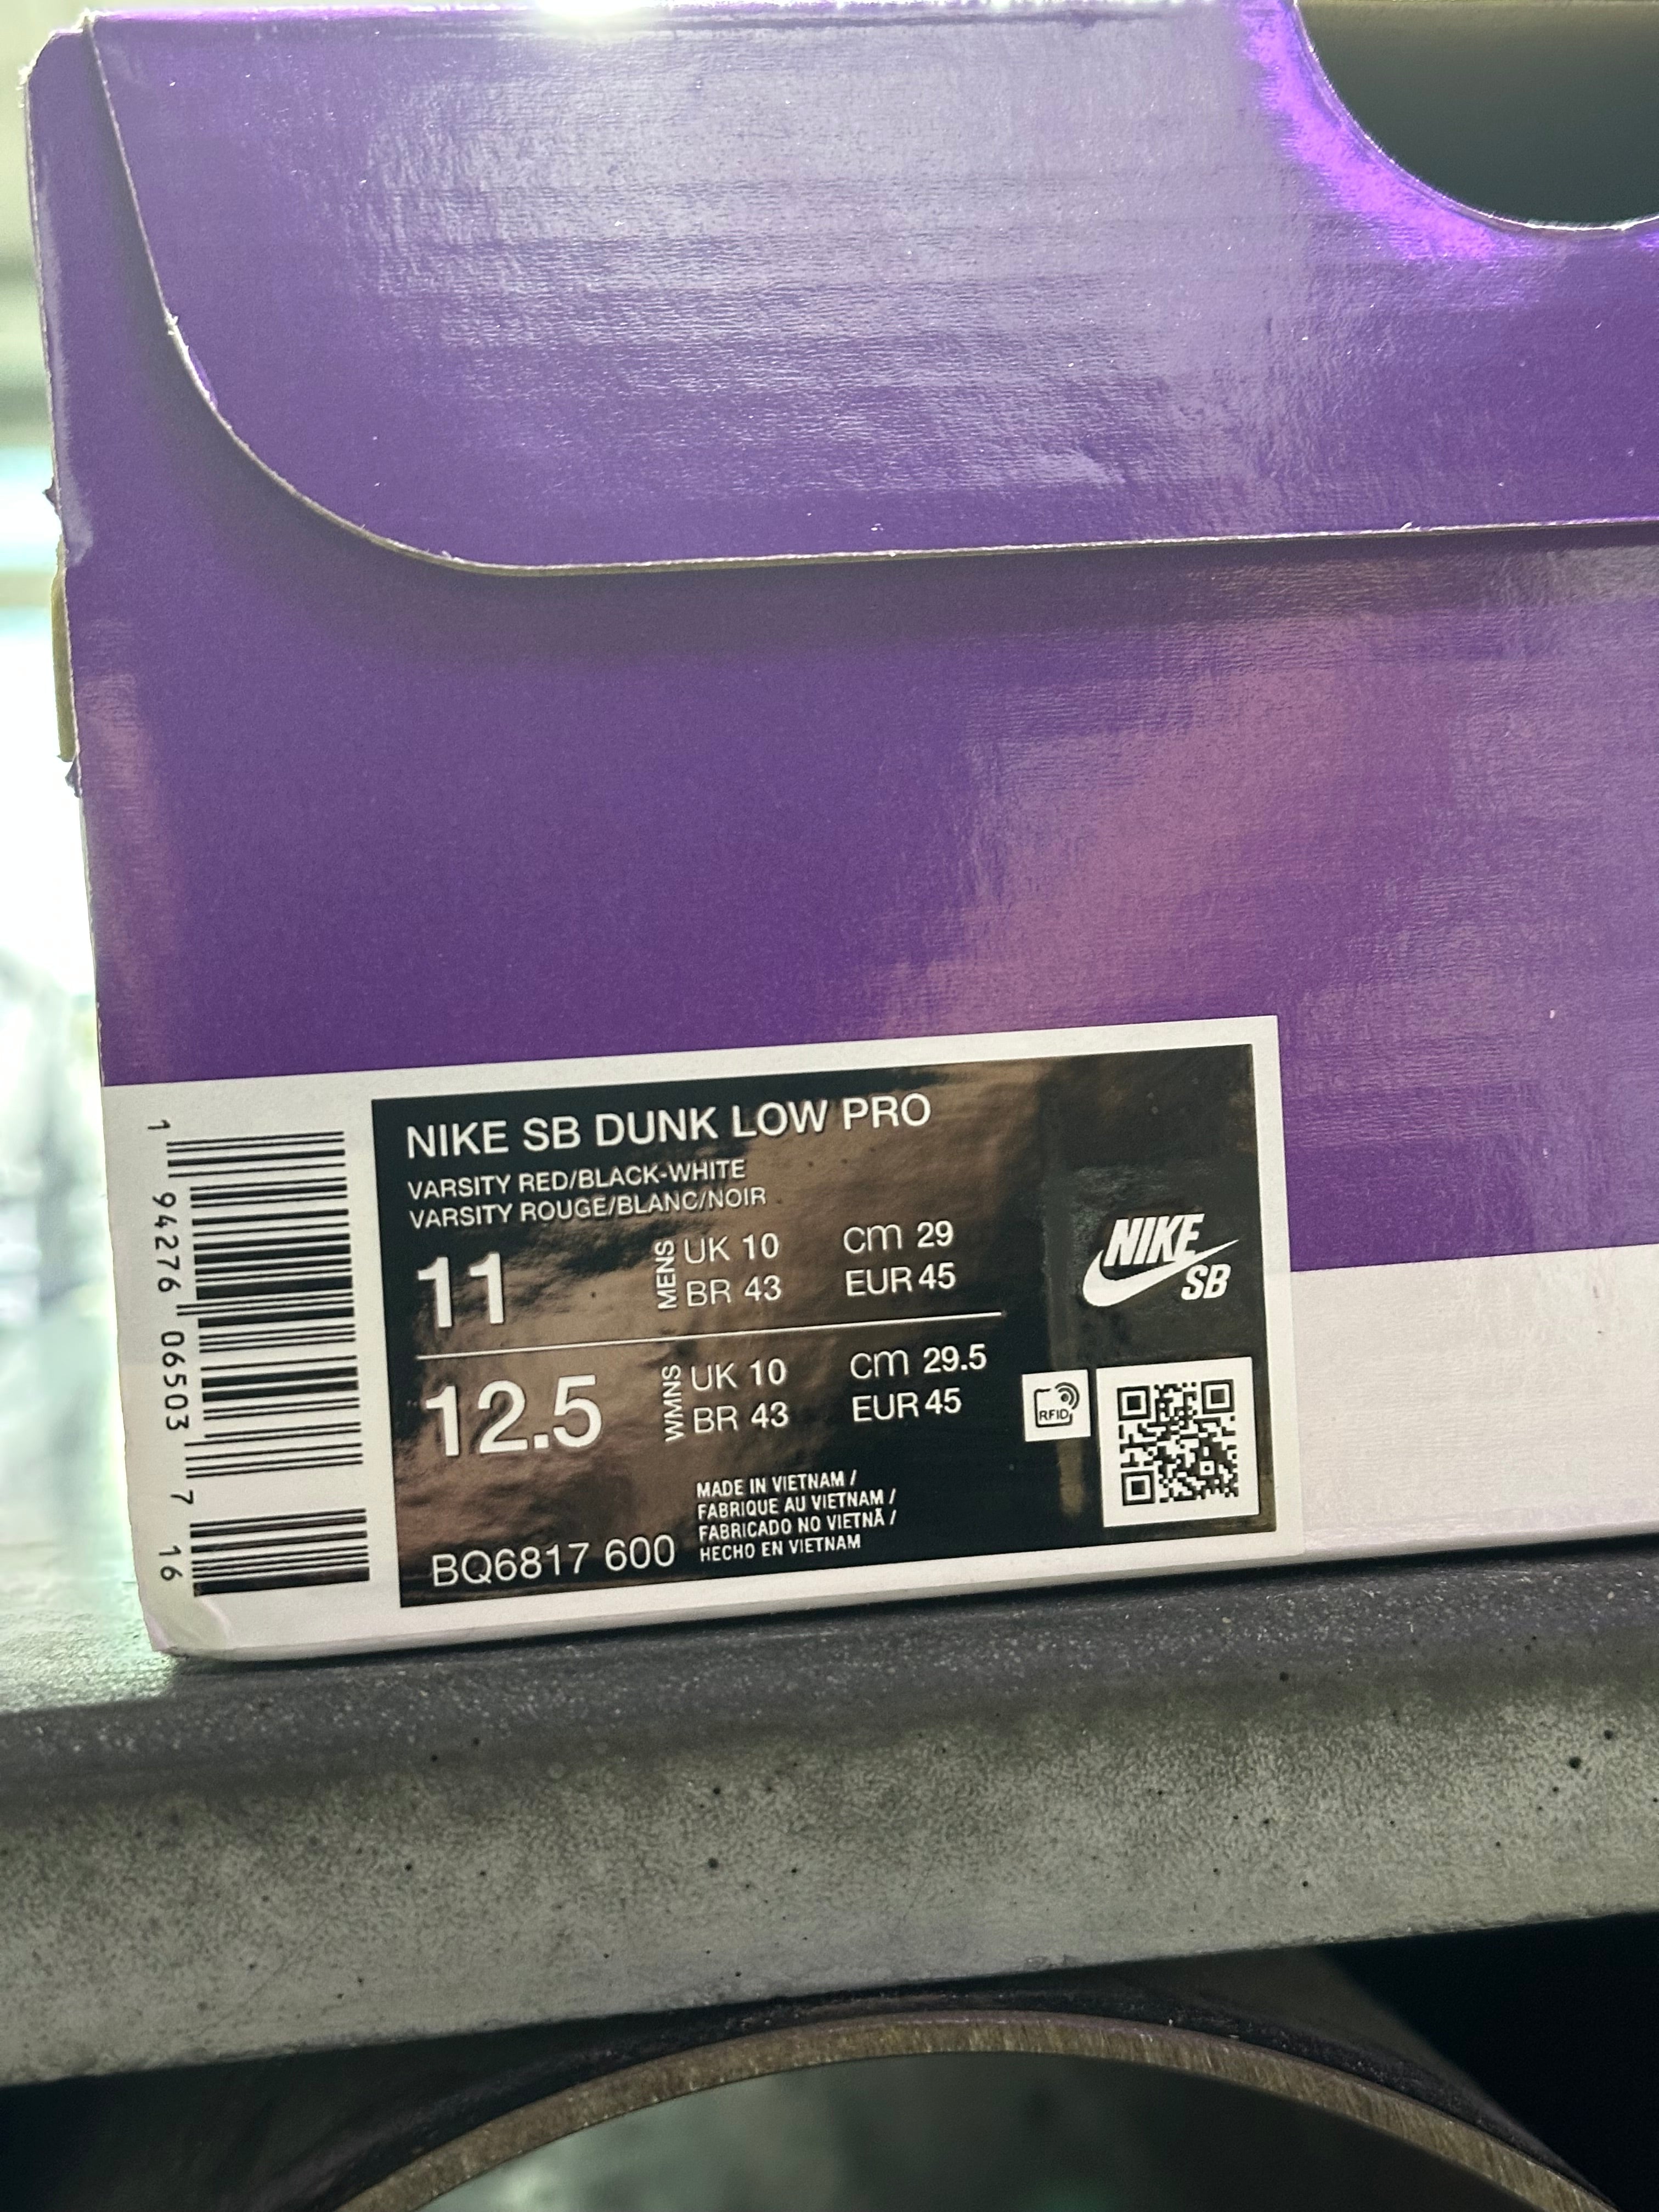 NIKE SB DUNK LOW PRO
VARSITY RED/BLACK-WHITE
VARSITY ROUGE/BLANC/NOIR
11 MENS UK 10 cm 29
BR 43 EUR 45
12.5 WMNS UK 10 cm 29.5
BR 43 EUR 45
MADE IN VIETNAM /
FABRIQUE AU VIETNAM /
FABRICADO NO VIETNÃ /
HECHO EN VIETNAM
BQ6817 600
NIKE
SB
RFID
1 94276 06503 7 16